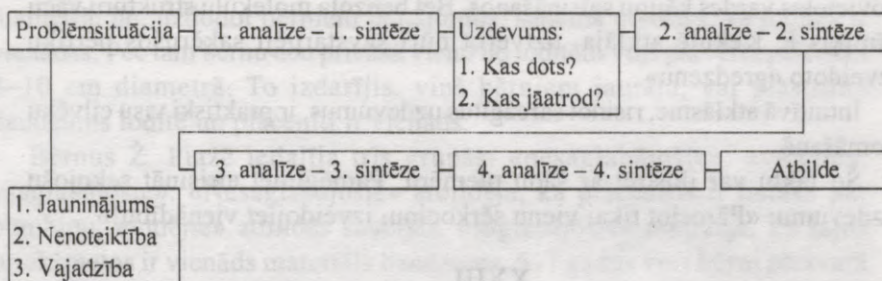 Problēmsituācija
1. analīze – 1. sintēze
Uzdevums:
1. Kas dots?
2. Kas jāatrod?
2. analīze – 2. sintēze
3. analīze – 3. sintēze
4. analīze – 4. sintēze
Atbilde
1. Jauninājums
2. Nenoteiktība
3. Vajadzība